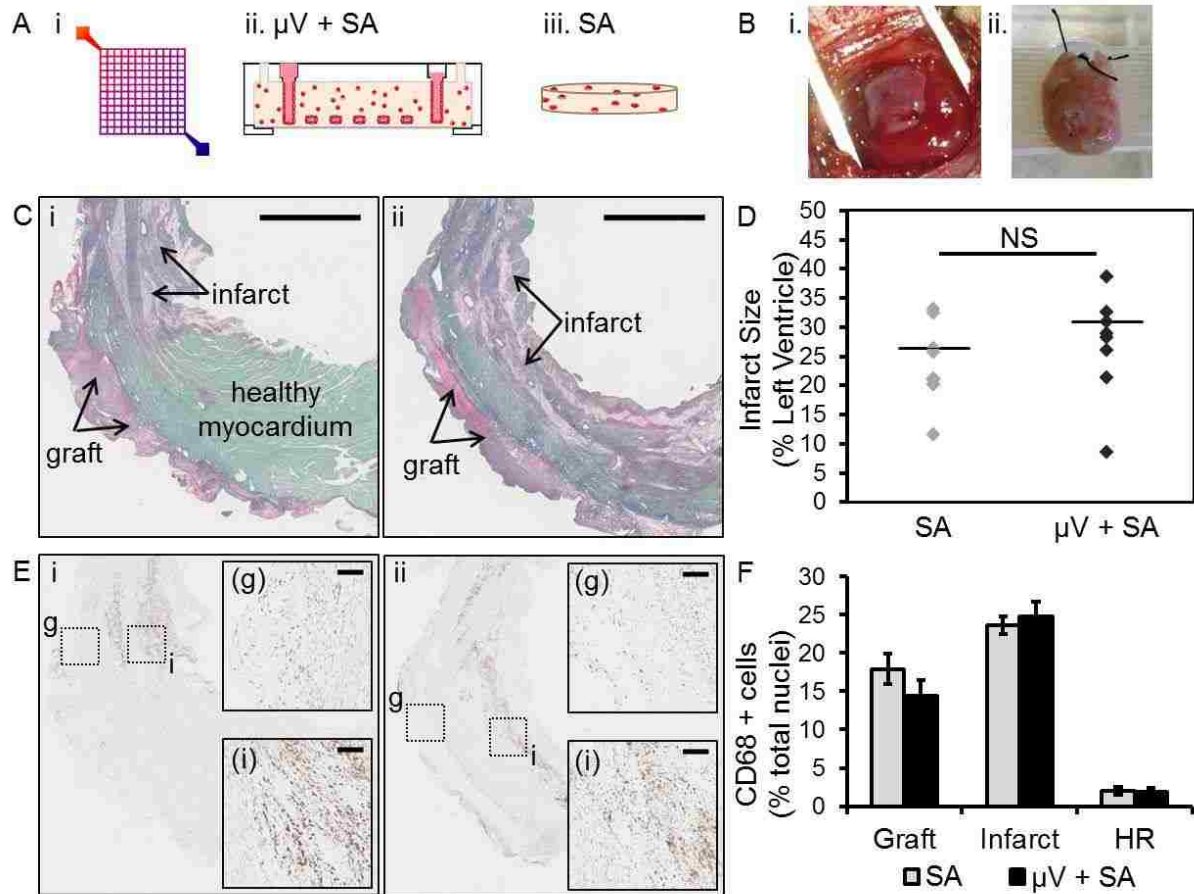 A i ii. µV + SA iii. SA B i. ii.
C i ii D
infarct
infarct
healthy
myocardium
graft
graft
50
45
40
35
30
25
20
15
10
5
0
Infarct Size
(% Left Ventricle)
NS
SA µV + SA
E i (g) ii (g) F
g i (i)
g i (i)
30
25
20
15
10
5
0
CD68 + cells
(% total nuclei)
Graft Infarct HR
SA µV + SA